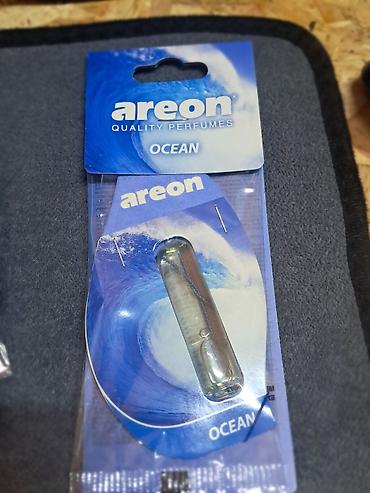 areon®
QUALITY PERFUMES
OCEAN
areon
OCEAN